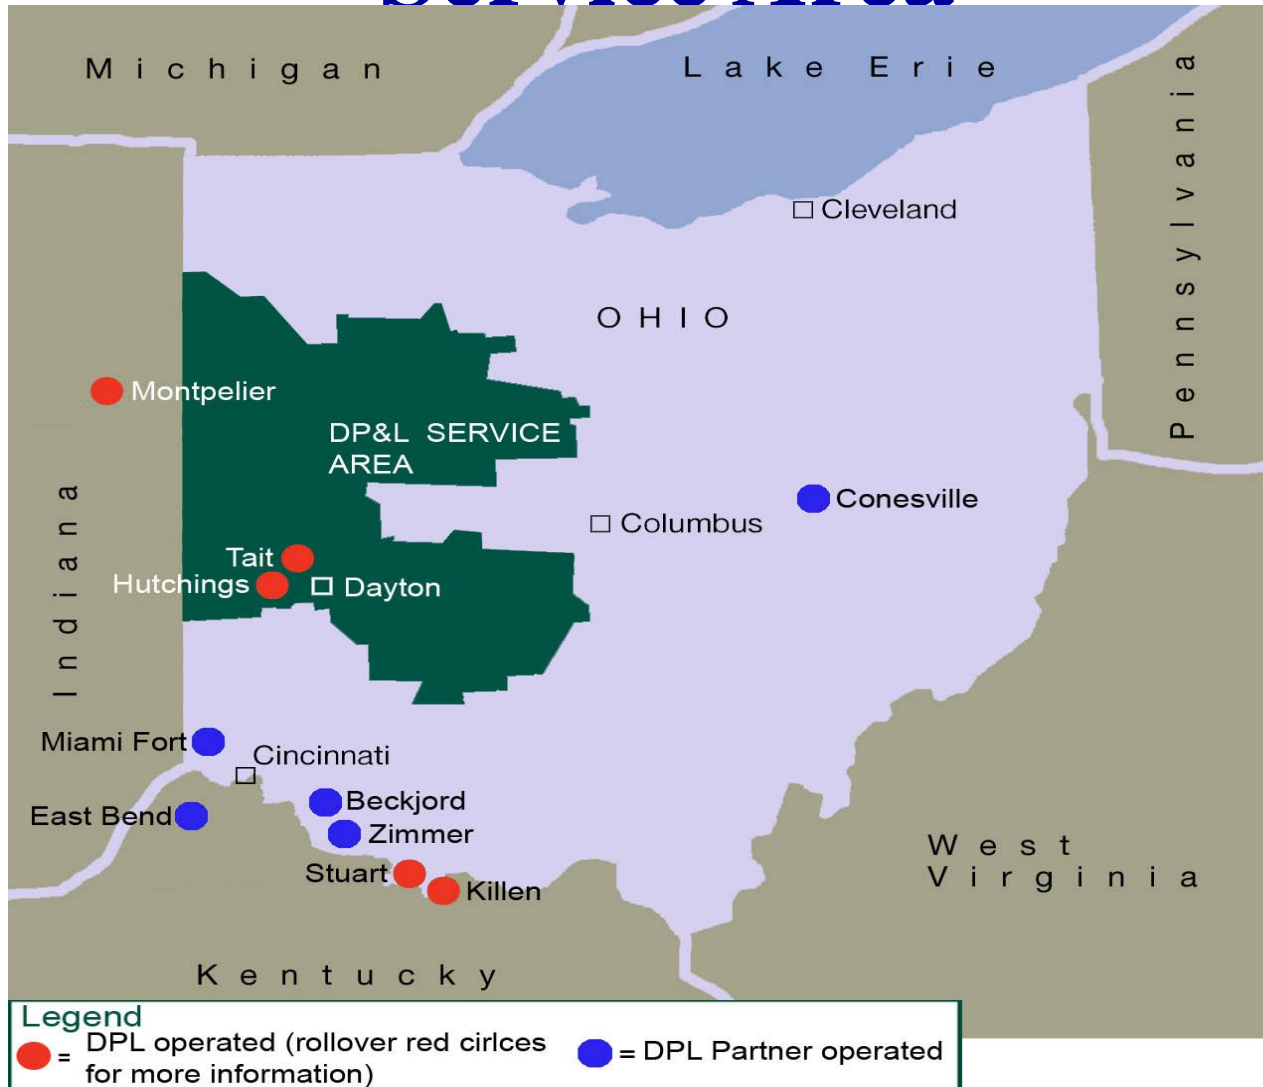 Service Area
Michigan
Lake Erie
Pennsylvania
Cleveland
OHIO
Montpelier
DP&L SERVICE
AREA
Indiana
Conesville
Columbus
Tait
Hutchings
Dayton
Miami Fort
Cincinnati
East Bend
Beckjord
Zimmer
West
Virginia
Stuart
Killen
Kentucky
Legend
= DPL operated (rollover red cirlces
for more information)
= DPL Partner operated